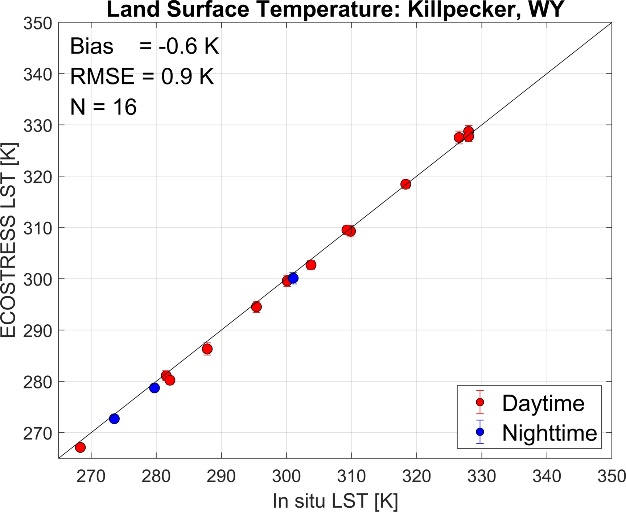 Land Surface Temperature: Killpecker, WY
Bias = -0.6 K
RMSE = 0.9 K
N = 16
ECOSTRESS LST [K]
350
340
330
320
310
300
290
280
270
Daytime
Nighttime
270 280 290 300 310 320 330 340 350
In situ LST [K]